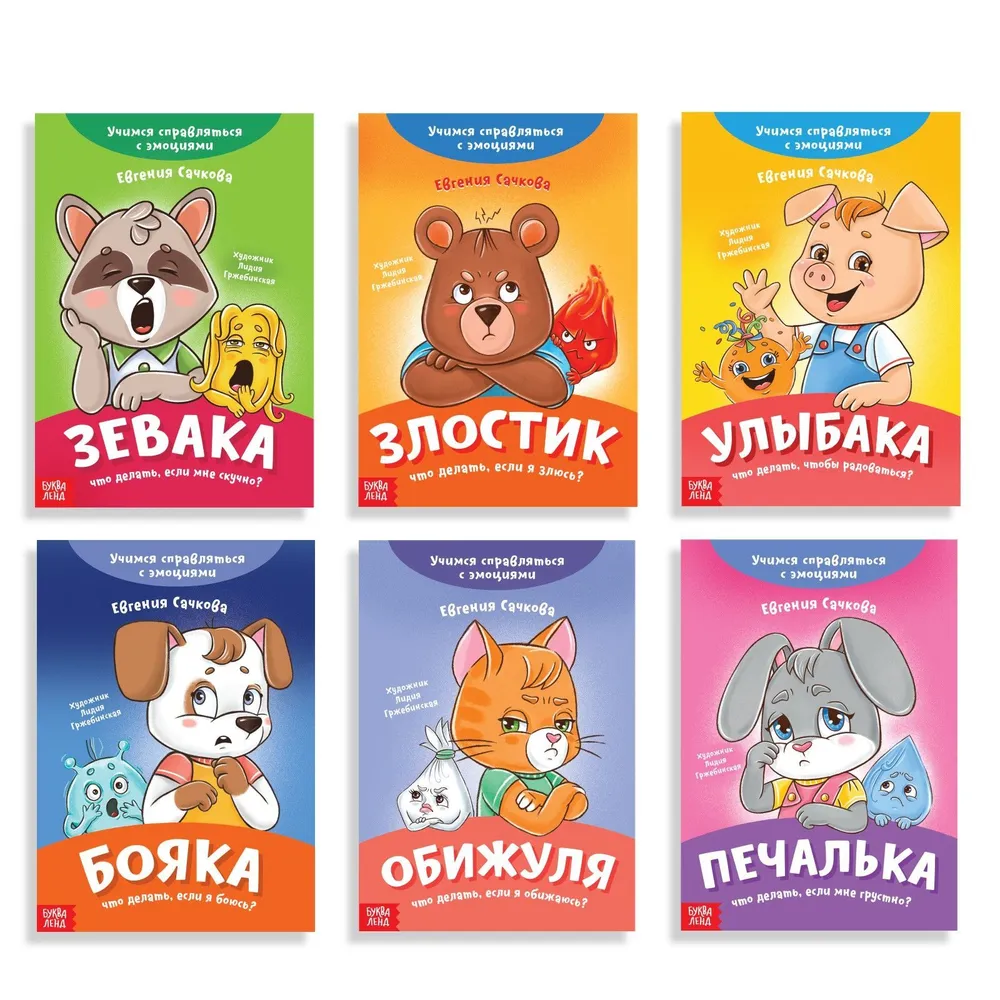 Учимся справляться
с эмоциями
Евгения Сачкова
Художник
Лидия
Гржебинская
ЗЕВАКА
что делать, если мне скучно?
БУКВА
ЛЕНД
Учимся справляться
с эмоциями
Евгения Сачкова
Художник
Лидия
Гржебинская
ЗЛОСТИК
что делать, если я злюсь?
БУКВА
ЛЕНД
Учимся справляться
с эмоциями
Евгения Сачкова
Художник
Лидия
Гржебинская
УЛЫБАКА
что делать, чтобы радоваться?
БУКВА
ЛЕНД
Учимся справляться
с эмоциями
Евгения Сачкова
Художник
Лидия
Гржебинская
БОЯКА
что делать, если я боюсь?
БУКВА
ЛЕНД
Учимся справляться
с эмоциями
Евгения Сачкова
Художник
Лидия
Гржебинская
ОБИЖУЛЯ
что делать, если я обижаюсь?
БУКВА
ЛЕНД
Учимся справляться
с эмоциями
Евгения Сачкова
Художник
Лидия
Гржебинская
ПЕЧАЛЬКА
что делать, если мне грустно?
БУКВА
ЛЕНД